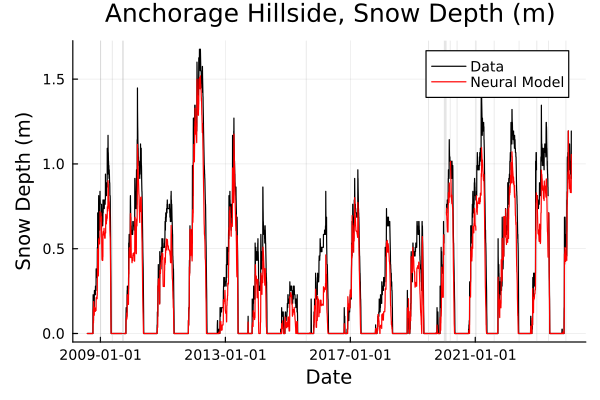 Anchorage Hillside, Snow Depth (m)
Data
Neural Model
Snow Depth (m)
1.5
1.0
0.5
0.0
2009-01-01 2013-01-01 2017-01-01 2021-01-01
Date